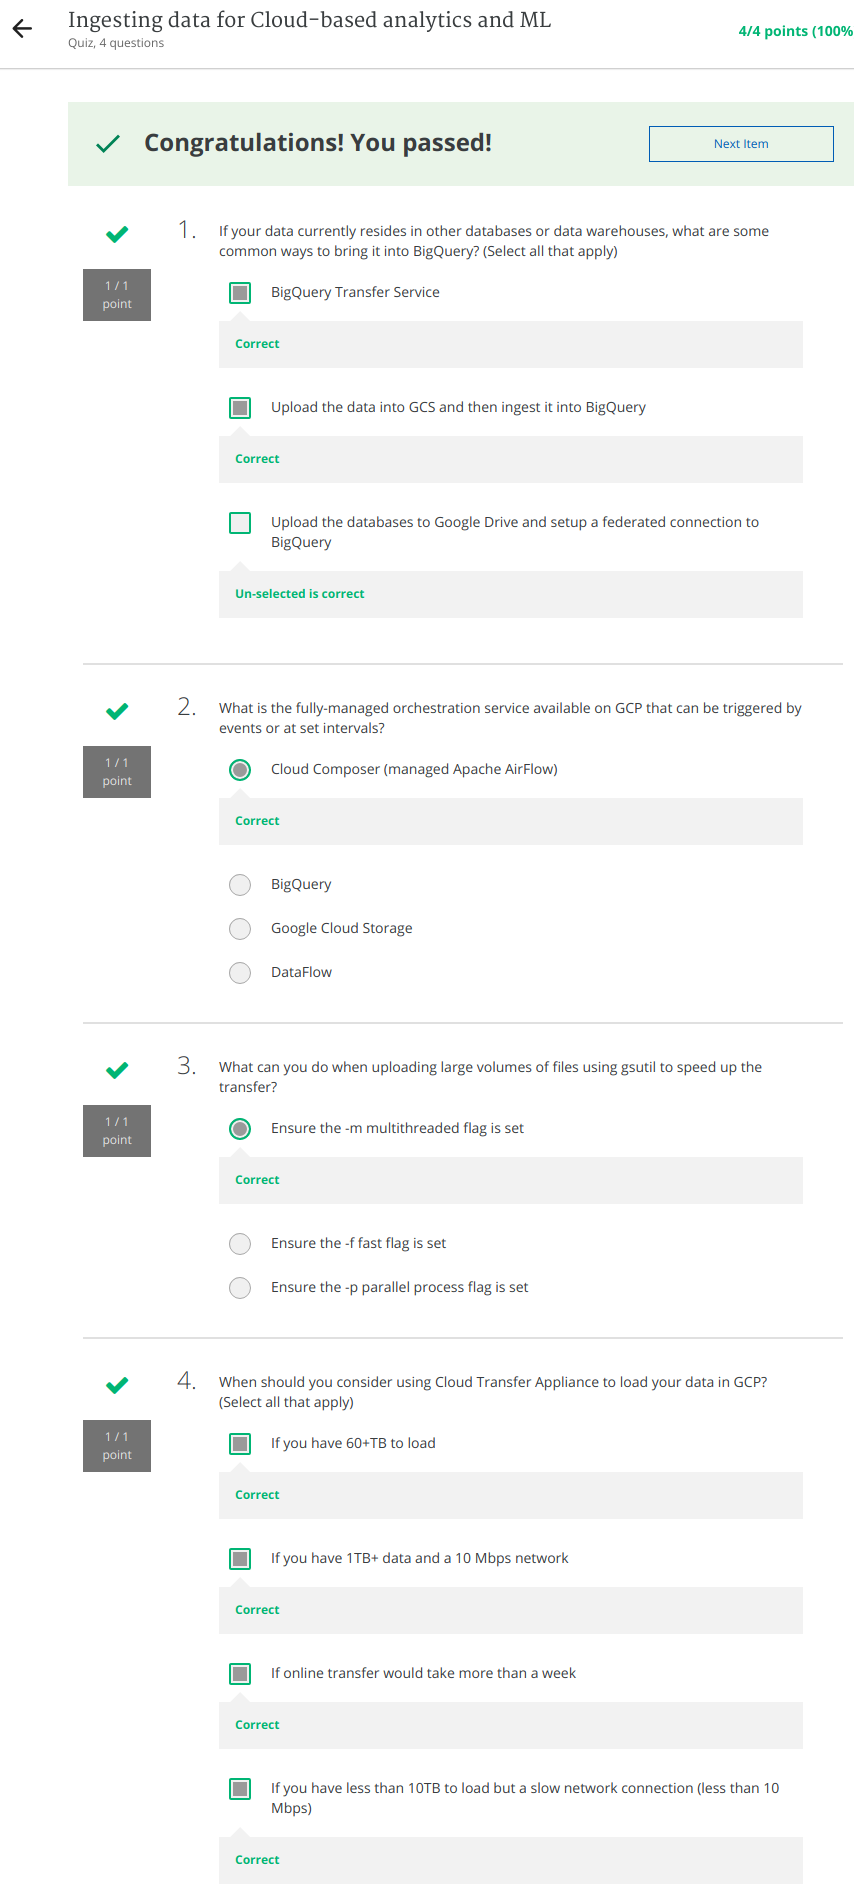 Ingesting data for Cloud-based analytics and ML
Quiz, 4 questions
4/4 points (100%
Congratulations! You passed!
Next Item
1.
If your data currently resides in other databases or data warehouses, what are some
common ways to bring it into BigQuery? (Select all that apply)
1 / 1
point
BigQuery Transfer Service
Correct
Upload the data into GCS and then ingest it into BigQuery
Correct
Upload the databases to Google Drive and setup a federated connection to
BigQuery
Un-selected is correct
2.
What is the fully-managed orchestration service available on GCP that can be triggered by
events or at set intervals?
1 / 1
point
Cloud Composer (managed Apache AirFlow)
Correct
BigQuery
Google Cloud Storage
DataFlow
3.
What can you do when uploading large volumes of files using gsutil to speed up the
transfer?
1 / 1
point
Ensure the -m multithreaded flag is set
Correct
Ensure the -f fast flag is set
Ensure the -p parallel process flag is set
4.
When should you consider using Cloud Transfer Appliance to load your data in GCP?
(Select all that apply)
1 / 1
point
If you have 60+TB to load
Correct
If you have 1TB+ data and a 10 Mbps network
Correct
If online transfer would take more than a week
Correct
If you have less than 10TB to load but a slow network connection (less than 10
Mbps)
Correct